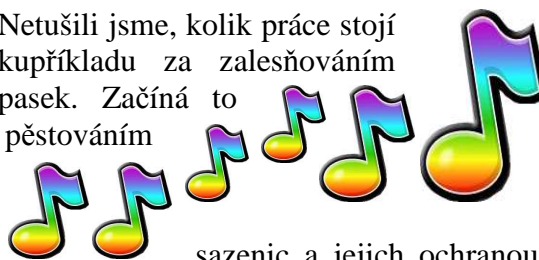 Netušili jsme, kolik práce stojí
kupříkladu za zalesňováním
pasek. Začíná to
pěstováním
sazenic a jejich ochranou